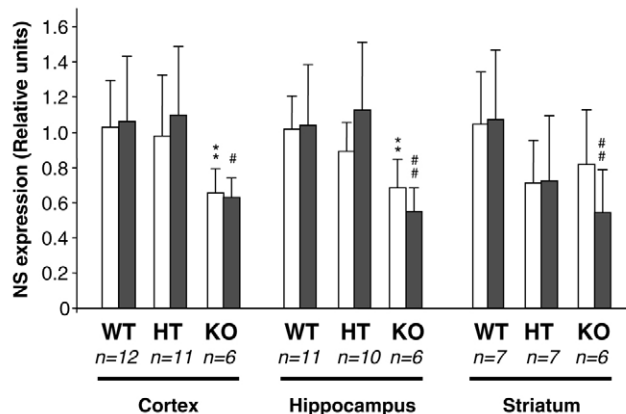 NS expression (Relative units)
1.6
1.4
1.2
1.0
0.8
0.6
0.4
0.2
0
* * #
* * # #
# #
WT HT KO WT HT KO WT HT KO
n=12 n=11 n=6 n=11 n=10 n=6 n=7 n=7 n=6
Cortex Hippocampus Striatum